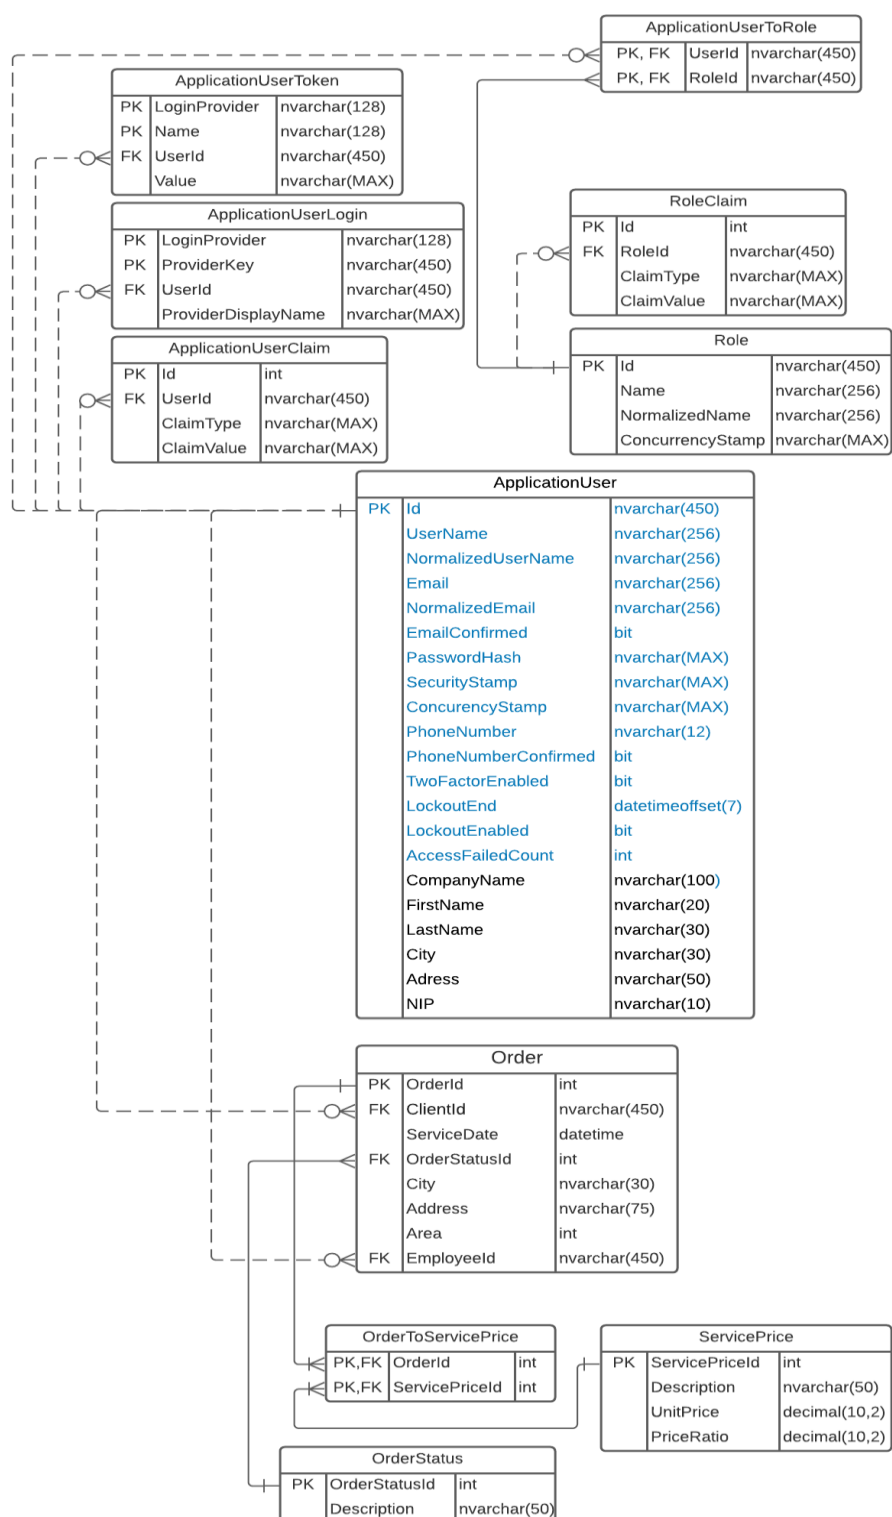 ApplicationUserToRole
PK, FK UserId nvarchar(450)
PK, FK RoleId nvarchar(450)
ApplicationUserToken
PK LoginProvider nvarchar(128)
PK Name nvarchar(128)
FK UserId nvarchar(450)
Value nvarchar(MAX)
ApplicationUserLogin
PK LoginProvider nvarchar(128)
PK ProviderKey nvarchar(450)
FK UserId nvarchar(450)
ProviderDisplayName nvarchar(MAX)
RoleClaim
PK Id int
FK RoleId nvarchar(450)
ClaimType nvarchar(MAX)
ClaimValue nvarchar(MAX)
ApplicationUserClaim
PK Id int
FK UserId nvarchar(450)
ClaimType nvarchar(MAX)
ClaimValue nvarchar(MAX)
Role
PK Id nvarchar(450)
Name nvarchar(256)
NormalizedName nvarchar(256)
ConcurrencyStamp nvarchar(MAX)
ApplicationUser
PK Id nvarchar(450)
UserName nvarchar(256)
NormalizedUserName nvarchar(256)
Email nvarchar(256)
NormalizedEmail nvarchar(256)
EmailConfirmed bit
PasswordHash nvarchar(MAX)
SecurityStamp nvarchar(MAX)
ConcurencyStamp nvarchar(MAX)
PhoneNumber nvarchar(12)
PhoneNumberConfirmed bit
TwoFactorEnabled bit
LockoutEnd datetimeoffset(7)
LockoutEnabled bit
AccessFailedCount int
CompanyName nvarchar(100)
FirstName nvarchar(20)
LastName nvarchar(30)
City nvarchar(30)
Adress nvarchar(50)
NIP nvarchar(10)
Order
PK OrderId int
FK ClientId nvarchar(450)
ServiceDate datetime
FK OrderStatusId int
City nvarchar(30)
Address nvarchar(75)
Area int
FK EmployeeId nvarchar(450)
OrderToServicePrice
PK,FK OrderId int
PK,FK ServicePriceId int
ServicePrice
PK ServicePriceId int
Description nvarchar(50)
UnitPrice decimal(10,2)
PriceRatio decimal(10,2)
OrderStatus
PK OrderStatusId int
Description nvarchar(50)